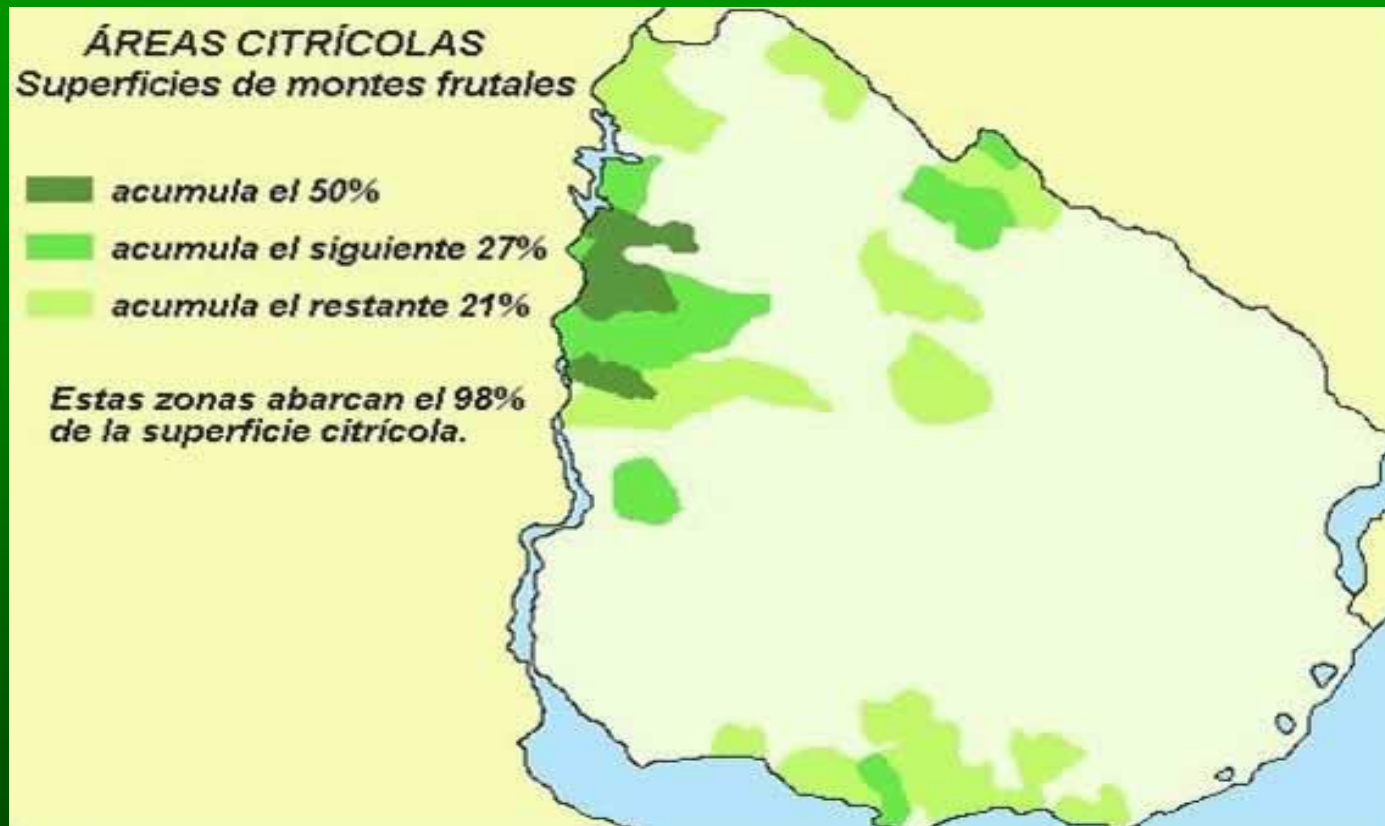 ÁREAS CITRÍCOLAS
Superficies de montes frutales
acumula el 50%
acumula el siguiente 27%
acumula el restante 21%
Estas zonas abarcan el 98%
de la superficie citrícola.